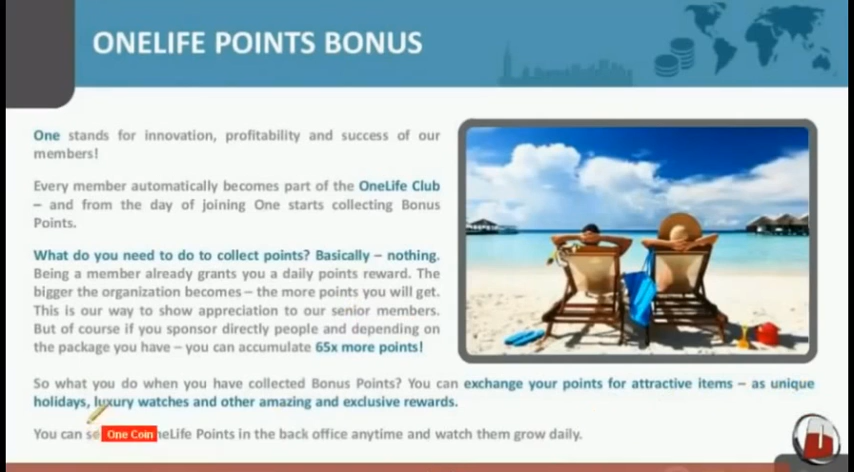 ONELIFE POINTS BONUS
One stands for innovation, profitability and success of our
members!
Every member automatically becomes part of the OneLife Club
– and from the day of joining One starts collecting Bonus
Points.
What do you need to do to collect points? Basically – nothing.
Being a member already grants you a daily points reward. The
bigger the organization becomes – the more points you will get.
This is our way to show appreciation to our senior members.
But of course if you sponsor directly people and depending on
the package you have – you can accumulate 65x more points!
So what you do when you have collected Bonus Points? You can exchange your points for attractive items – as unique
holidays, luxury watches and other amazing and exclusive rewards.
You can One Coin neLife Points in the back office anytime and watch them grow daily.